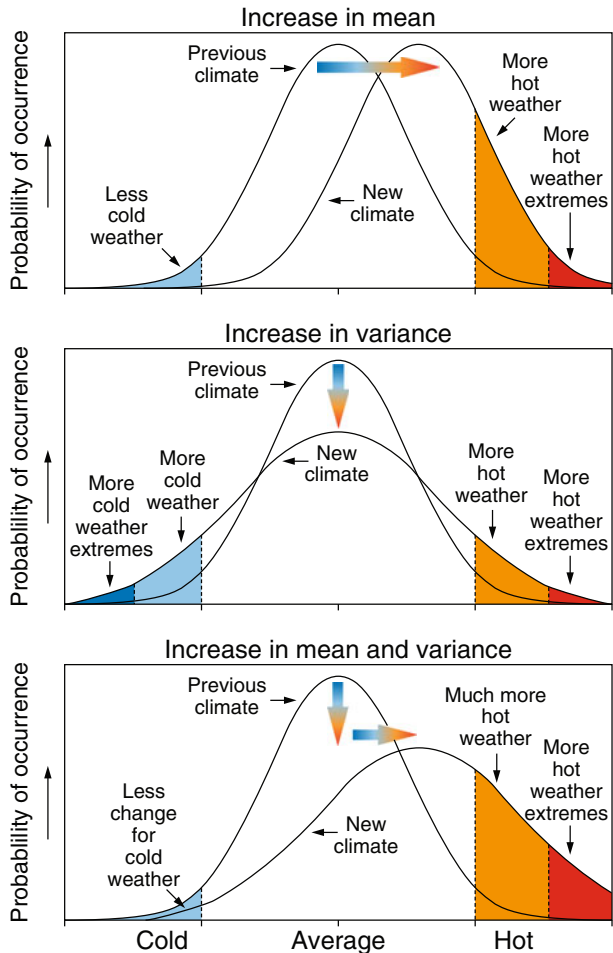 Increase in mean
Probablility of occurrence
Previous
climate
More
hot
weather
Less
cold
weather
New
climate
More
hot
weather
extremes
Increase in variance
Probablility of occurrence
Previous
climate
New
climate
More
cold
weather
extremes
More
cold
weather
More
hot
weather
More
hot
weather
extremes
Increase in mean and variance
Probablility of occurrence
Previous
climate
Much more
hot
weather
More
hot
weather
extremes
Less
change
for
cold
weather
New
climate
Cold Average Hot